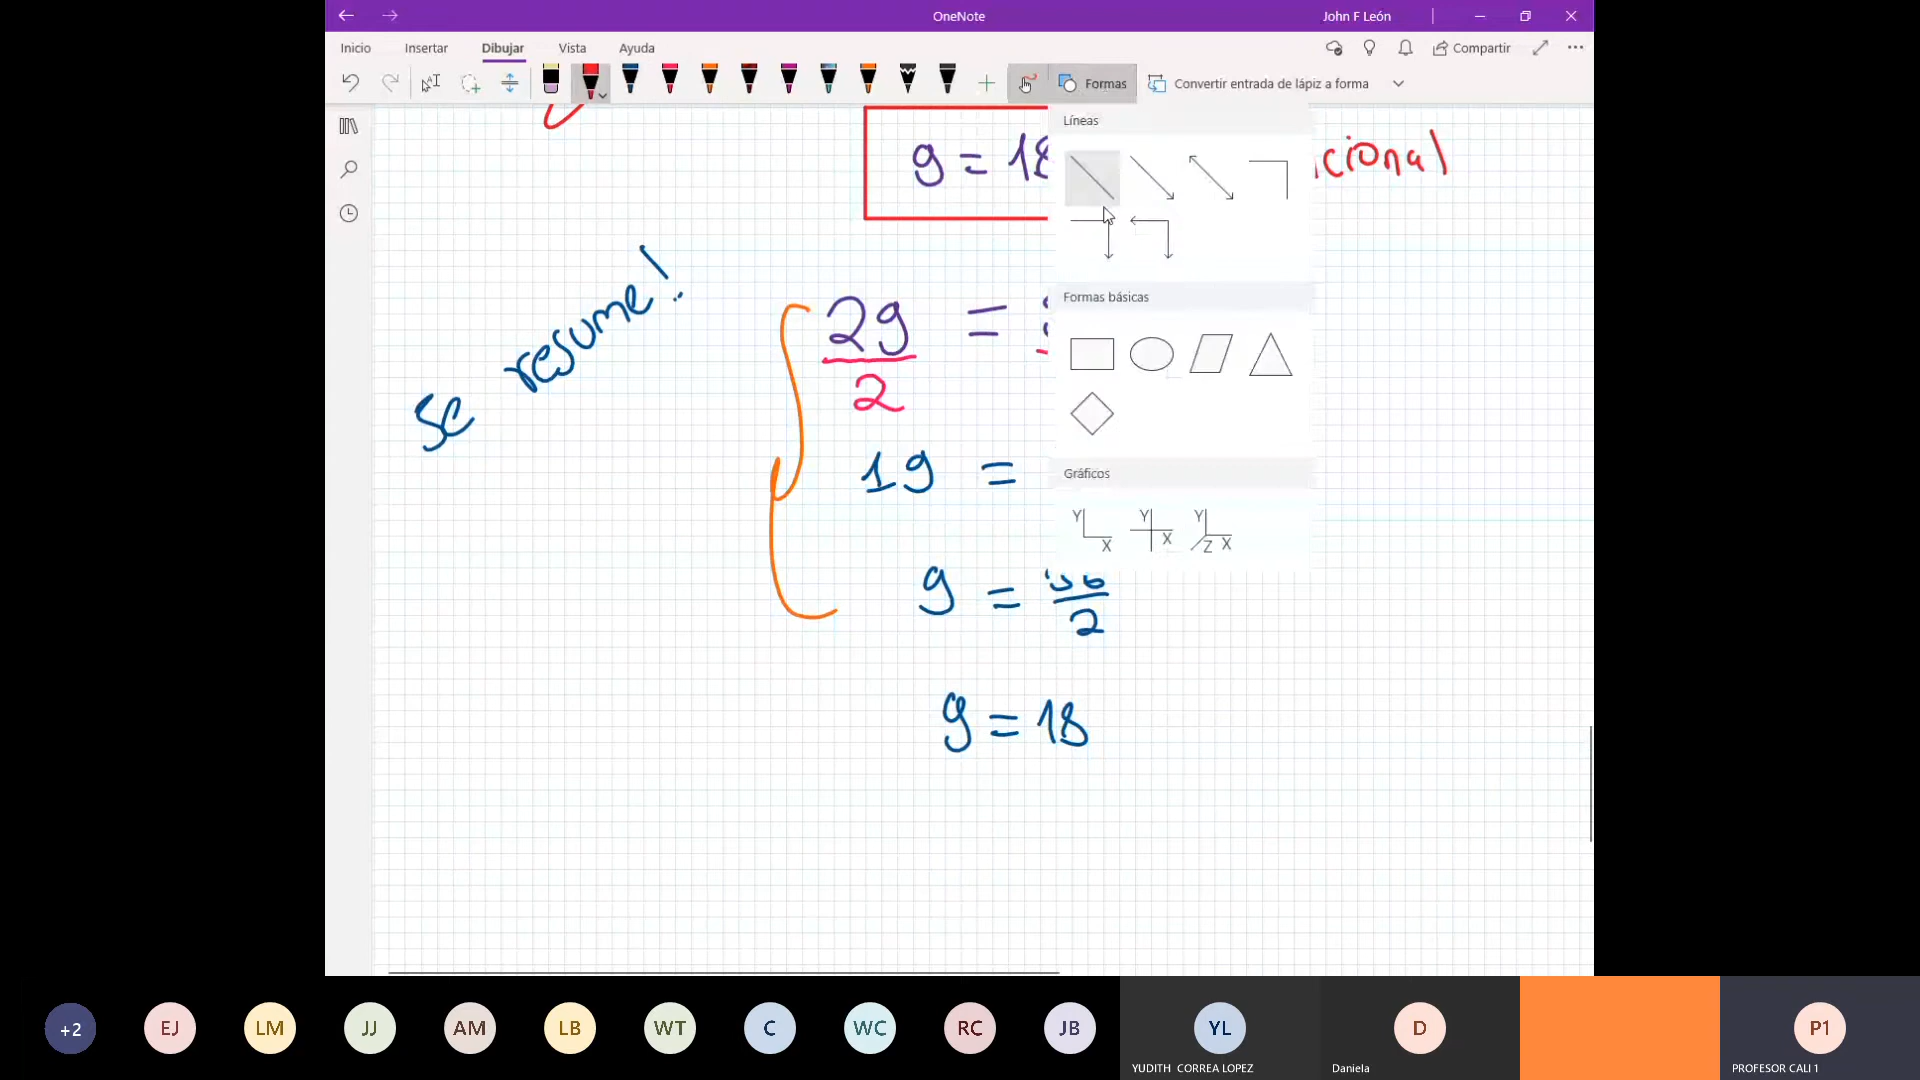 OneNote
John F León
Inicio
Insertar
Dibujar
Vista
Ayuda
Compartir
Formas
Convertir entrada de lápiz a forma
Líneas
g = 18
cional
Formas básicas
se resume!
2g =
2
Gráficos
1g =
Y X
Y X
Y Z X
g = 36
2
g = 18
+2
EJ
LM
JJ
AM
LB
WT
C
WC
RC
JB
YL
D
P1
YUDITH CORREA LOPEZ
Daniela
PROFESOR CALI 1